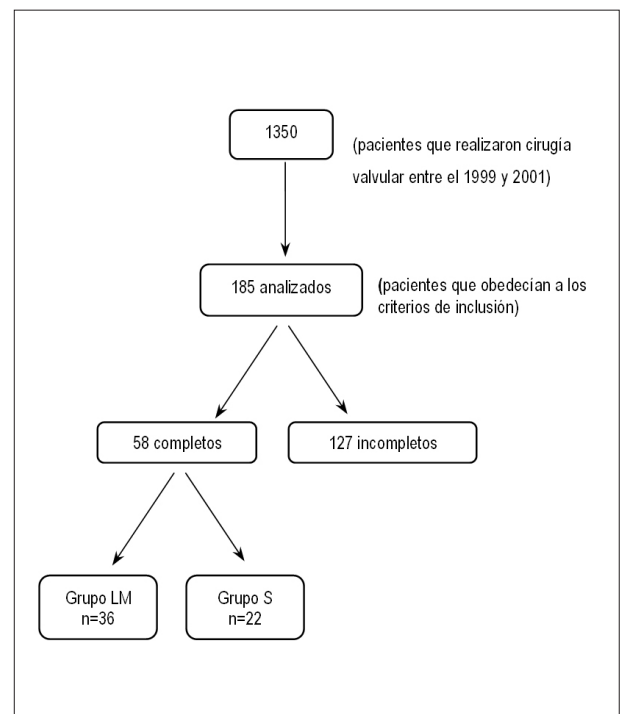 1350
(pacientes que realizaron cirugía
valvular entre el 1999 y 2001)
185 analizados
(pacientes que obedecían a los
criterios de inclusión)
58 completos
127 incompletos
Grupo LM
n=36
Grupo S
n=22